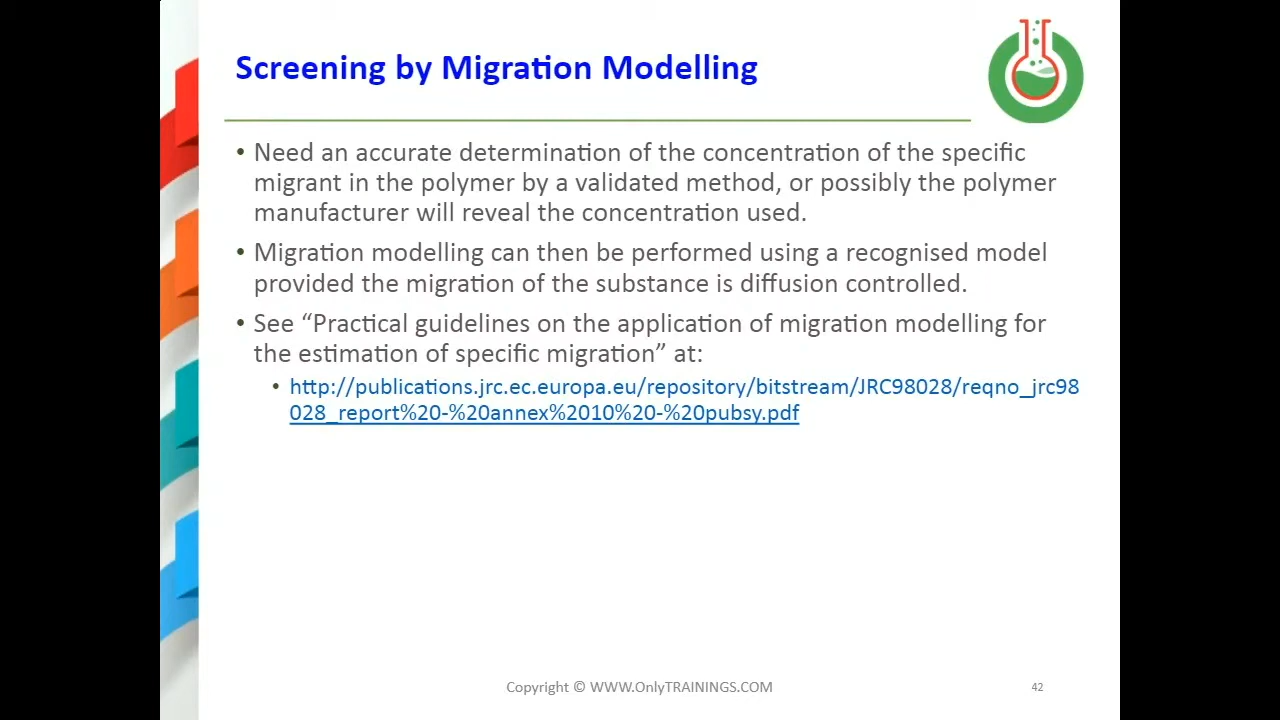 Screening by Migration Modelling
• Need an accurate determination of the concentration of the specific
migrant in the polymer by a validated method, or possibly the polymer
manufacturer will reveal the concentration used.
• Migration modelling can then be performed using a recognised model
provided the migration of the substance is diffusion controlled.
• See “Practical guidelines on the application of migration modelling for
the estimation of specific migration” at:
• http://publications.jrc.ec.europa.eu/repository/bitstream/JRC98028/reqno_jrc98
028_report%20-%20annex%2010%20-%20pubsy.pdf
Copyright © WWW.OnlyTRAININGS.COM
42